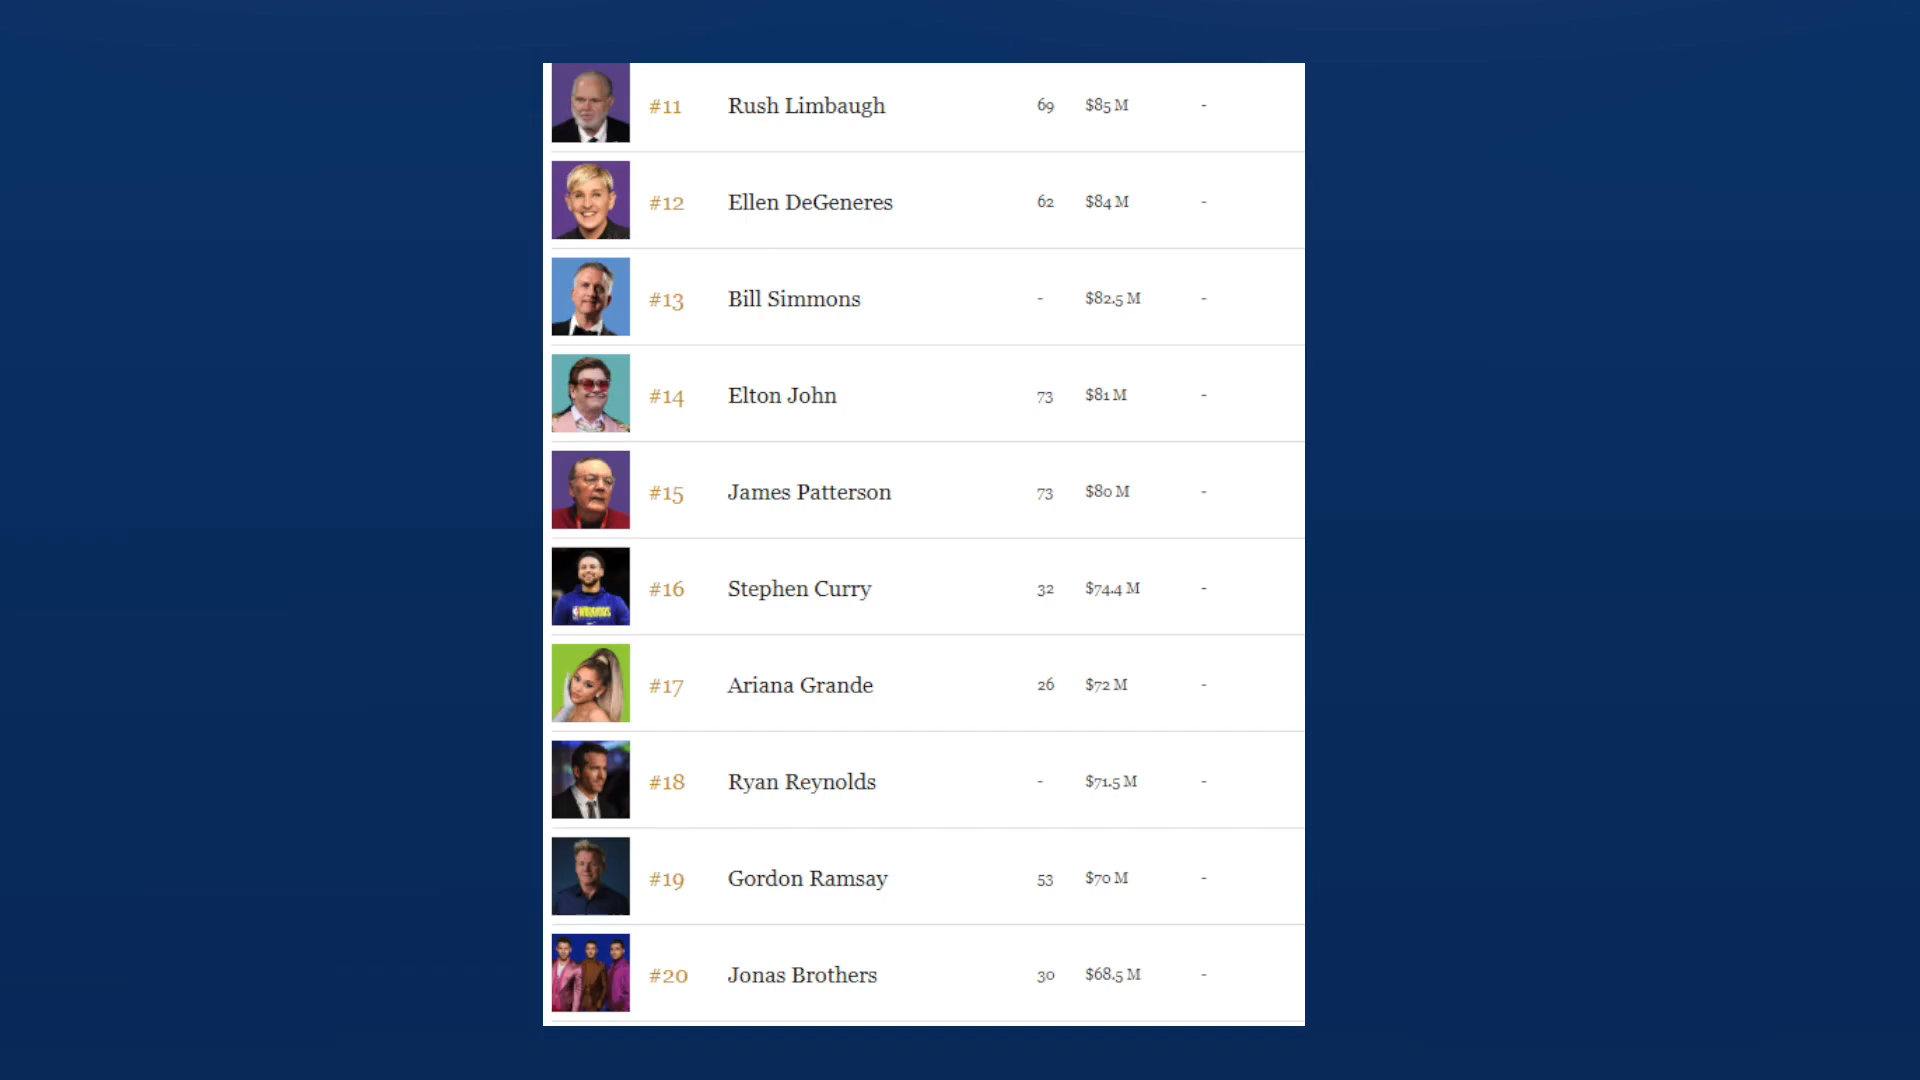 #11 Rush Limbaugh 69 $85 M -
#12 Ellen DeGeneres 62 $84 M -
#13 Bill Simmons - $82.5 M -
#14 Elton John 73 $81 M -
#15 James Patterson 73 $80 M -
#16 Stephen Curry 32 $74.4 M -
WARRIORS
#17 Ariana Grande 26 $72 M -
#18 Ryan Reynolds - $71.5 M -
#19 Gordon Ramsay 53 $70 M -
#20 Jonas Brothers 30 $68.5 M -